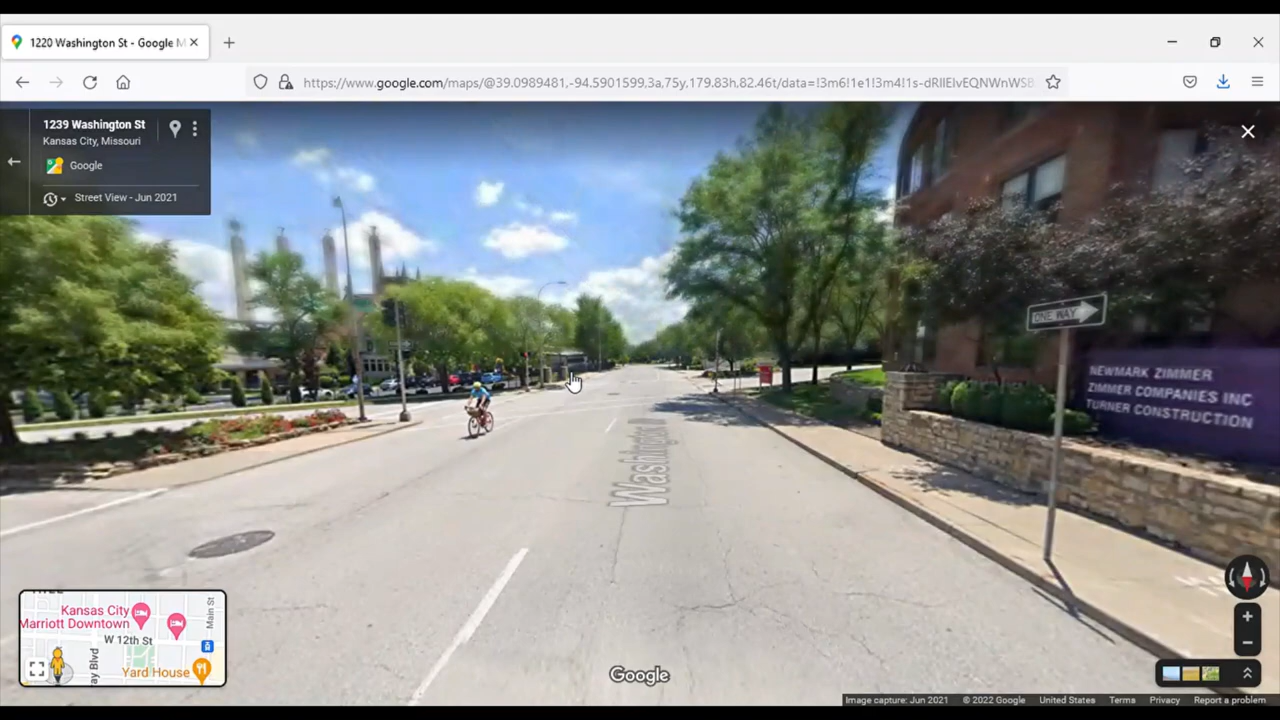 1220 Washington St - Google M
https://www.google.com/maps/@39.0989481,-94.5901599,3a,75y,179.83h,82.46t/data=!3m6!1e1!3m4!1s-dRIlElvEQNWnWS
1239 Washington St
Kansas City, Missouri
Google
Street View - Jun 2021
ONE WAY
NEWMARK ZIMMER
ZIMMER COMPANIES INC
TURNER CONSTRUCTION
Washington
Kansas City
Marriott Downtown
W 12th St
Main St
ray Blvd
Yard House
Google
Image capture: Jun 2021 © 2022 Google United States Terms Privacy Report a problem